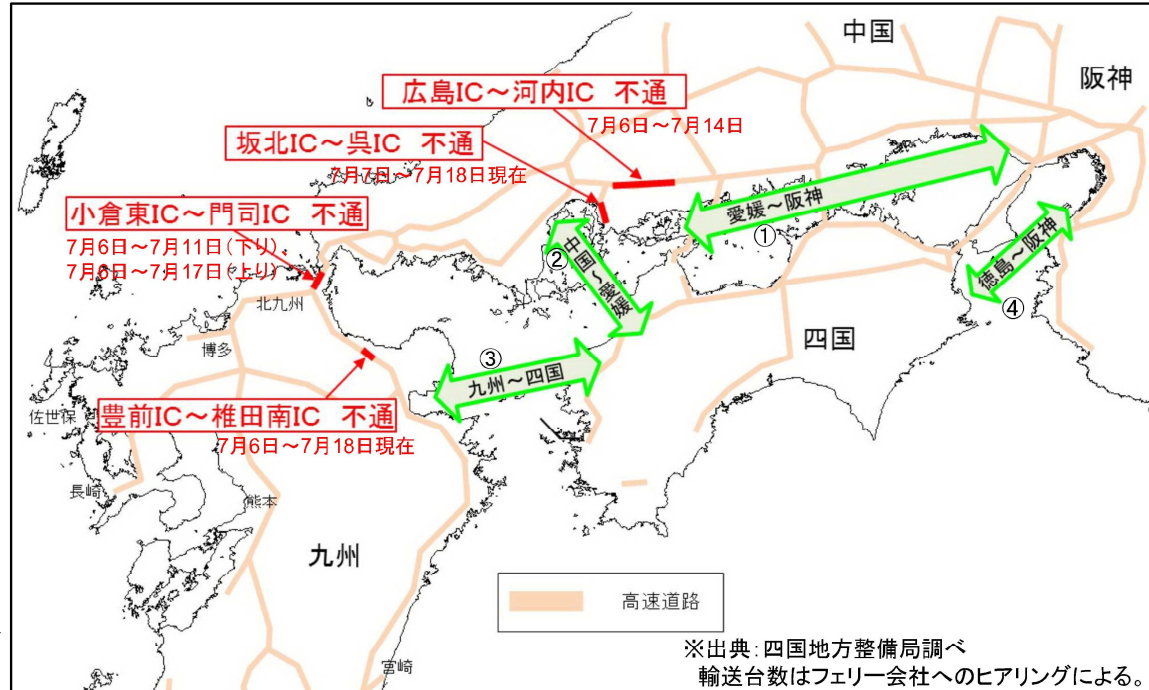 中国
阪神
広島IC～河内IC 不通
7月6日～7月14日
坂北IC～呉IC 不通
7月7日～7月18日現在
小倉東IC～門司IC 不通
7月6日～7月11日(下り)、
7月6日～7月17日(上り)
愛媛～阪神
①
②
中国～愛媛
徳島～阪神
④
北九州
博多
③
九州～四国
四国
豊前IC～椎田南IC 不通
7月6日～7月18日現在
佐世保
長崎
熊本
九州
高速道路
宮崎
※出典：四国地方整備局調べ
輸送台数はフェリー会社へのヒアリングによる。